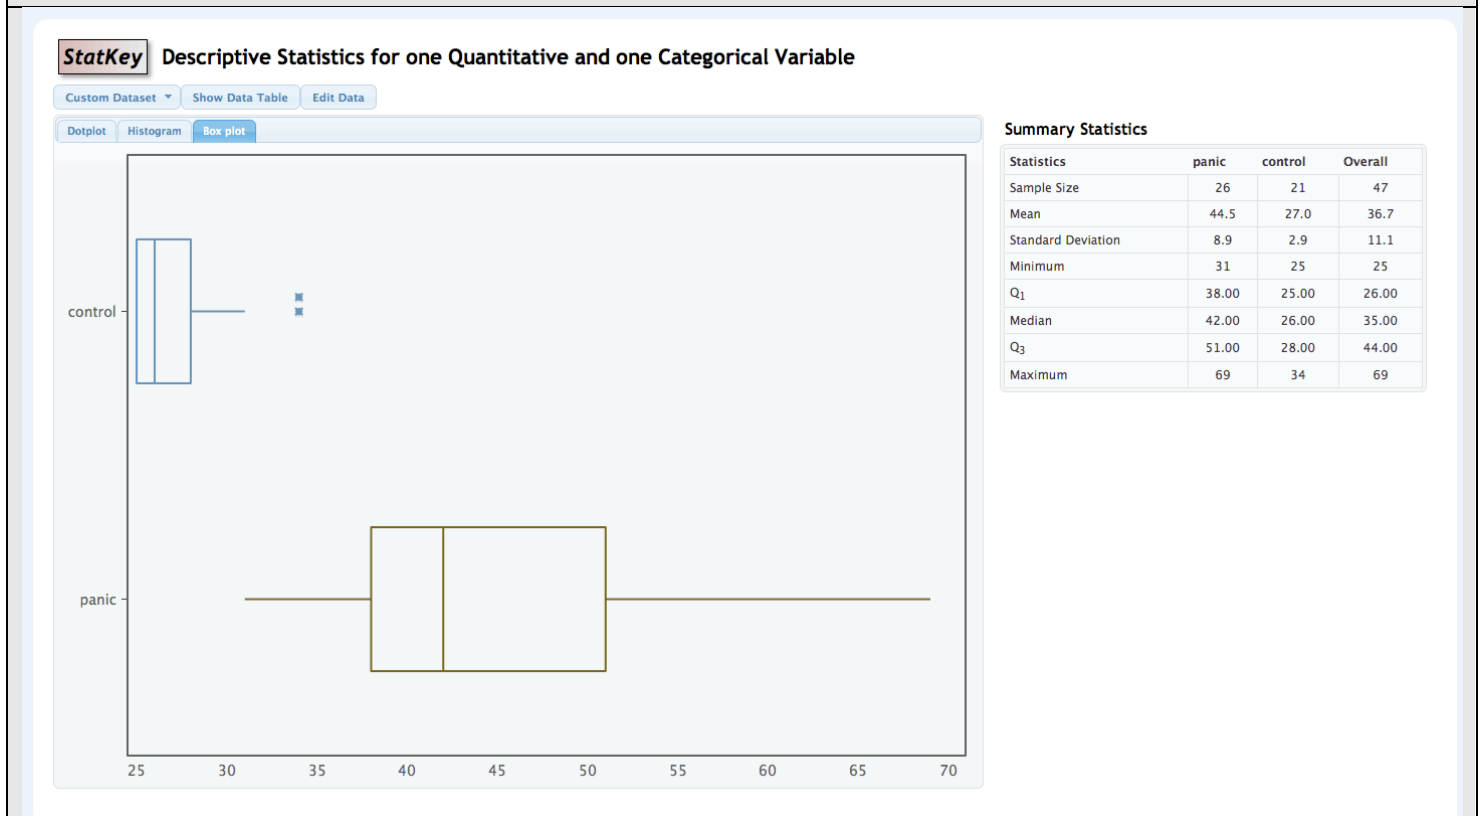 StatKey Descriptive Statistics for one Quantitative and one Categorical Variable
Custom Dataset Show Data Table Edit Data
Dotplot Histogram Box plot
control
panic
25 30 35 40 45 50 55 60 65 70
Summary Statistics
Statistics panic control Overall
Sample Size 26 21 47
Mean 44.5 27.0 36.7
Standard Deviation 8.9 2.9 11.1
Minimum 31 25 25
Q1 38.00 25.00 26.00
Median 42.00 26.00 35.00
Q3 51.00 28.00 44.00
Maximum 69 34 69